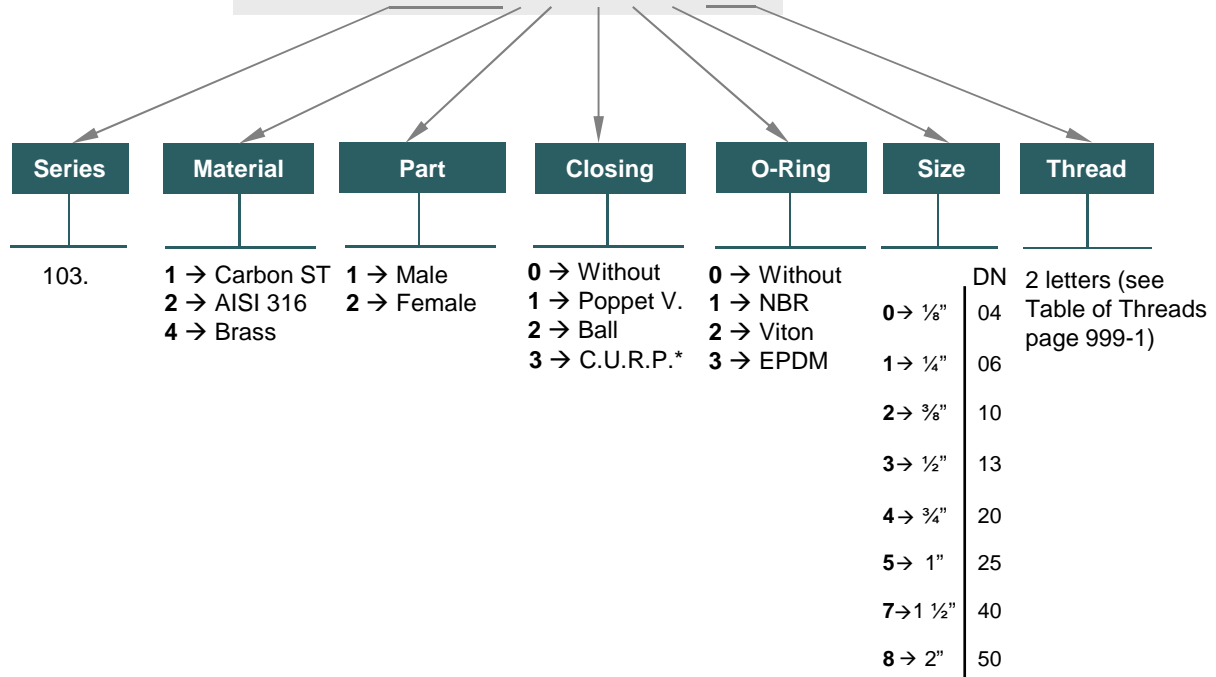 Series
Material
Part
Closing
O-Ring
Size
Thread
103.
1 → Carbon ST
2 → AISI 316
4 → Brass
1 → Male
2 → Female
0 → Without
1 → Poppet V.
2 → Ball
3 → C.U.R.P.*
0 → Without
1 → NBR
2 → Viton
3 → EPDM
DN
0→ ⅛” 04
1→ ¼” 06
2→ ⅜” 10
3→ ½” 13
4→ ¾” 20
5→ 1” 25
7→1 ½” 40
8→ 2” 50
2 letters (see
Table of Threads
page 999-1)